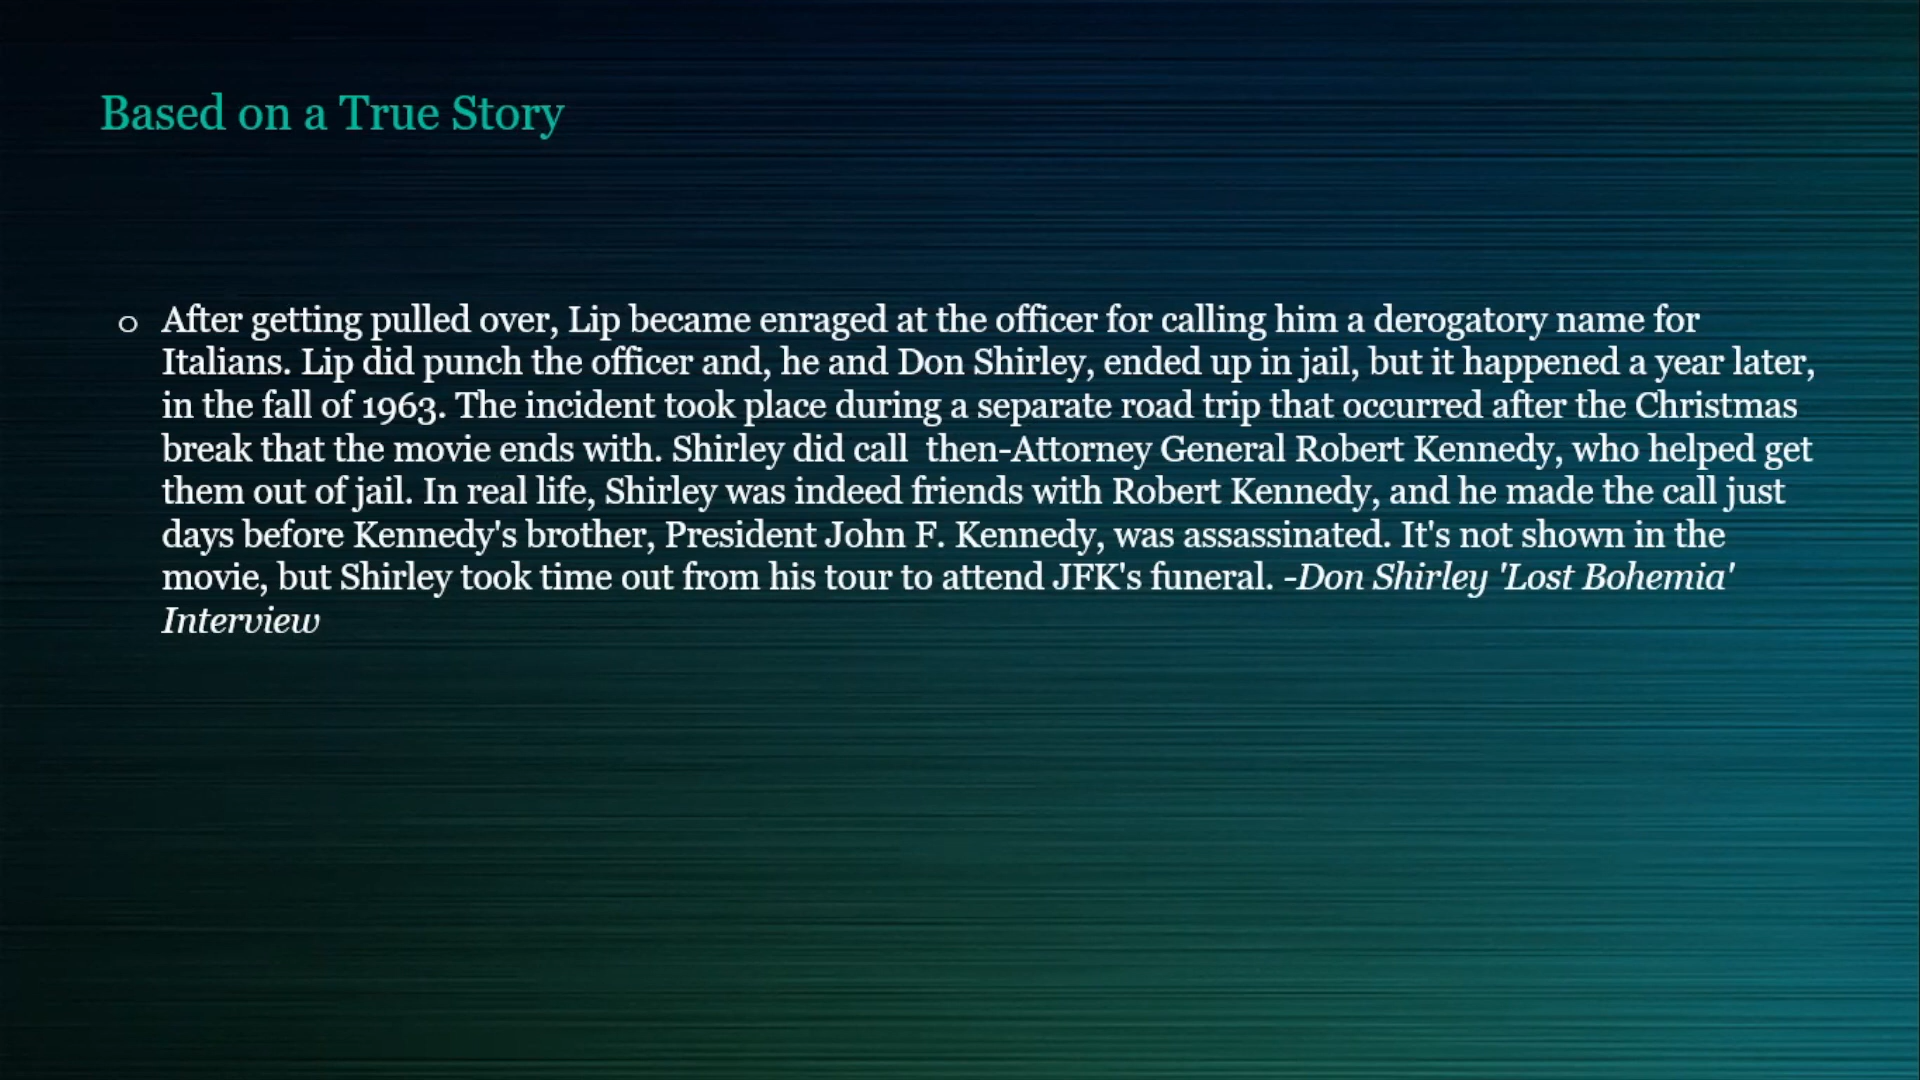 Based on a True Story
o After getting pulled over, Lip became enraged at the officer for calling him a derogatory name for
Italians. Lip did punch the officer and, he and Don Shirley, ended up in jail, but it happened a year later,
in the fall of 1963. The incident took place during a separate road trip that occurred after the Christmas
break that the movie ends with. Shirley did call  then-Attorney General Robert Kennedy, who helped get
them out of jail. In real life, Shirley was indeed friends with Robert Kennedy, and he made the call just
days before Kennedy's brother, President John F. Kennedy, was assassinated. It's not shown in the
movie, but Shirley took time out from his tour to attend JFK's funeral. -Don Shirley 'Lost Bohemia'
Interview